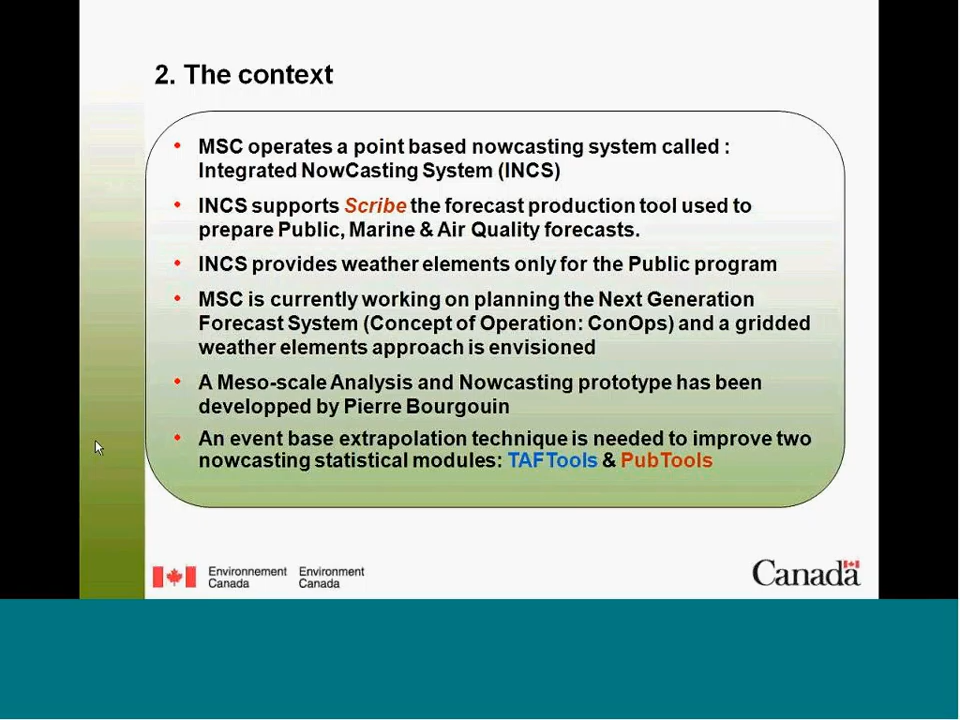 2. The context
• MSC operates a point based nowcasting system called :
Integrated NowCasting System (INCS)
• INCS supports Scribe the forecast production tool used to
prepare Public, Marine & Air Quality forecasts.
• INCS provides weather elements only for the Public program
• MSC is currently working on planning the Next Generation
Forecast System (Concept of Operation: ConOps) and a gridded
weather elements approach is envisioned
• A Meso-scale Analysis and Nowcasting prototype has been
developped by Pierre Bourgouin
• An event base extrapolation technique is needed to improve two
nowcasting statistical modules: TAFTools & PubTools
Environnement Environment
Canada Canada
Canada